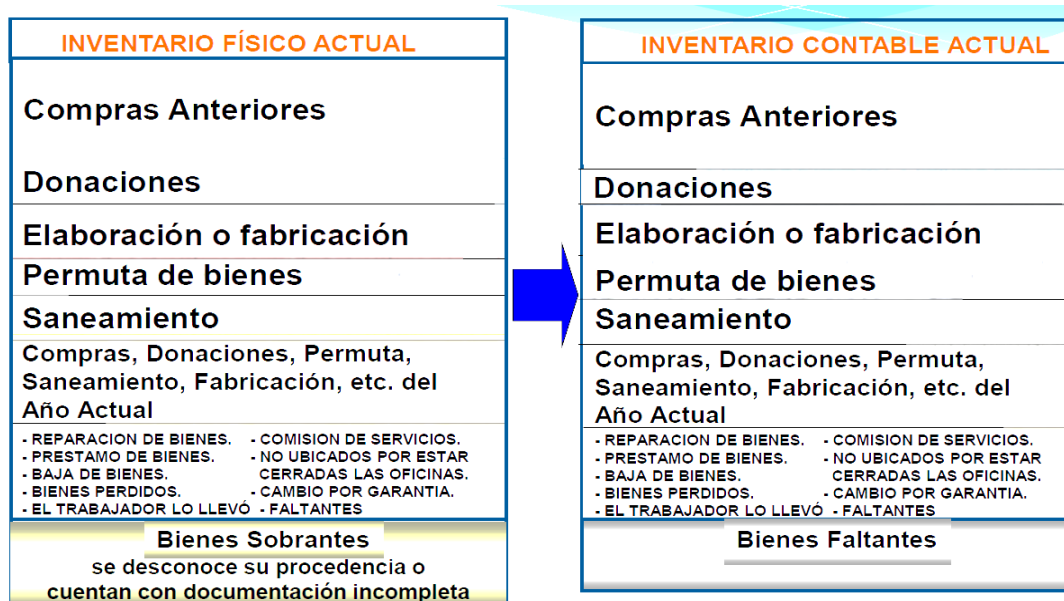 INVENTARIO FÍSICO ACTUAL
Compras Anteriores
Donaciones
Elaboración o fabricación
Permuta de bienes
Saneamiento
Compras, Donaciones, Permuta,
Saneamiento, Fabricación, etc. del
Año Actual
- REPARACION DE BIENES. - COMISION DE SERVICIOS.
- PRESTAMO DE BIENES. - NO UBICADOS POR ESTAR
- BAJA DE BIENES. CERRADAS LAS OFICINAS.
- BIENES PERDIDOS. - CAMBIO POR GARANTIA.
- EL TRABAJADOR LO LLEVÓ - FALTANTES
Bienes Sobrantes
se desconoce su procedencia o
cuentan con documentación incompleta
INVENTARIO CONTABLE ACTUAL
Compras Anteriores
Donaciones
Elaboración o fabricación
Permuta de bienes
Saneamiento
Compras, Donaciones, Permuta,
Saneamiento, Fabricación, etc. del
Año Actual
- REPARACION DE BIENES. - COMISION DE SERVICIOS.
- PRESTAMO DE BIENES. - NO UBICADOS POR ESTAR
- BAJA DE BIENES. CERRADAS LAS OFICINAS.
- BIENES PERDIDOS. - CAMBIO POR GARANTIA.
- EL TRABAJADOR LO LLEVÓ - FALTANTES
Bienes Faltantes